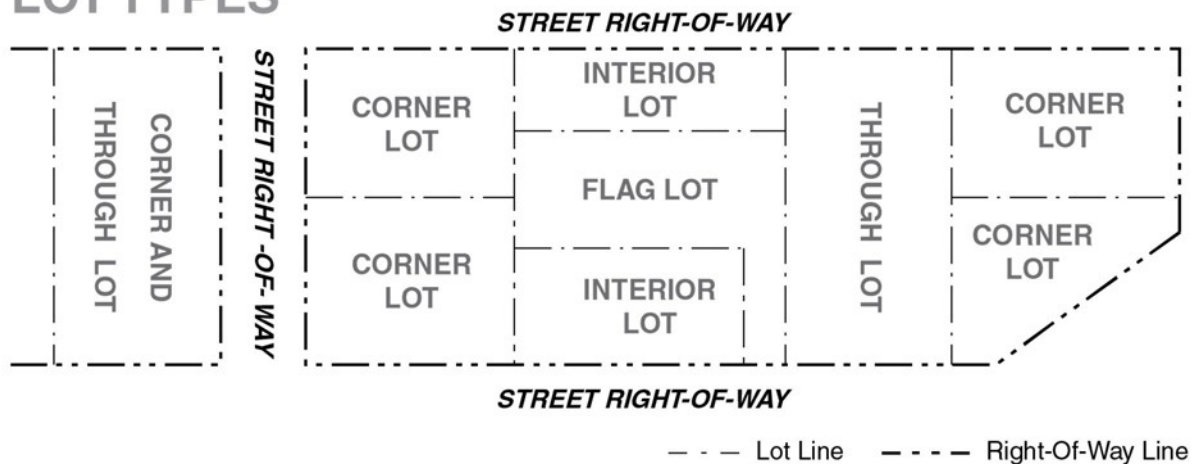 LOT TYPES
STREET RIGHT-OF-WAY
CORNER AND
THROUGH LOT
STREET RIGHT -OF- WAY
CORNER
LOT
INTERIOR
LOT
THROUGH LOT
CORNER
LOT
FLAG LOT
CORNER
LOT
INTERIOR
LOT
CORNER
LOT
STREET RIGHT-OF-WAY
Lot Line
Right-Of-Way Line